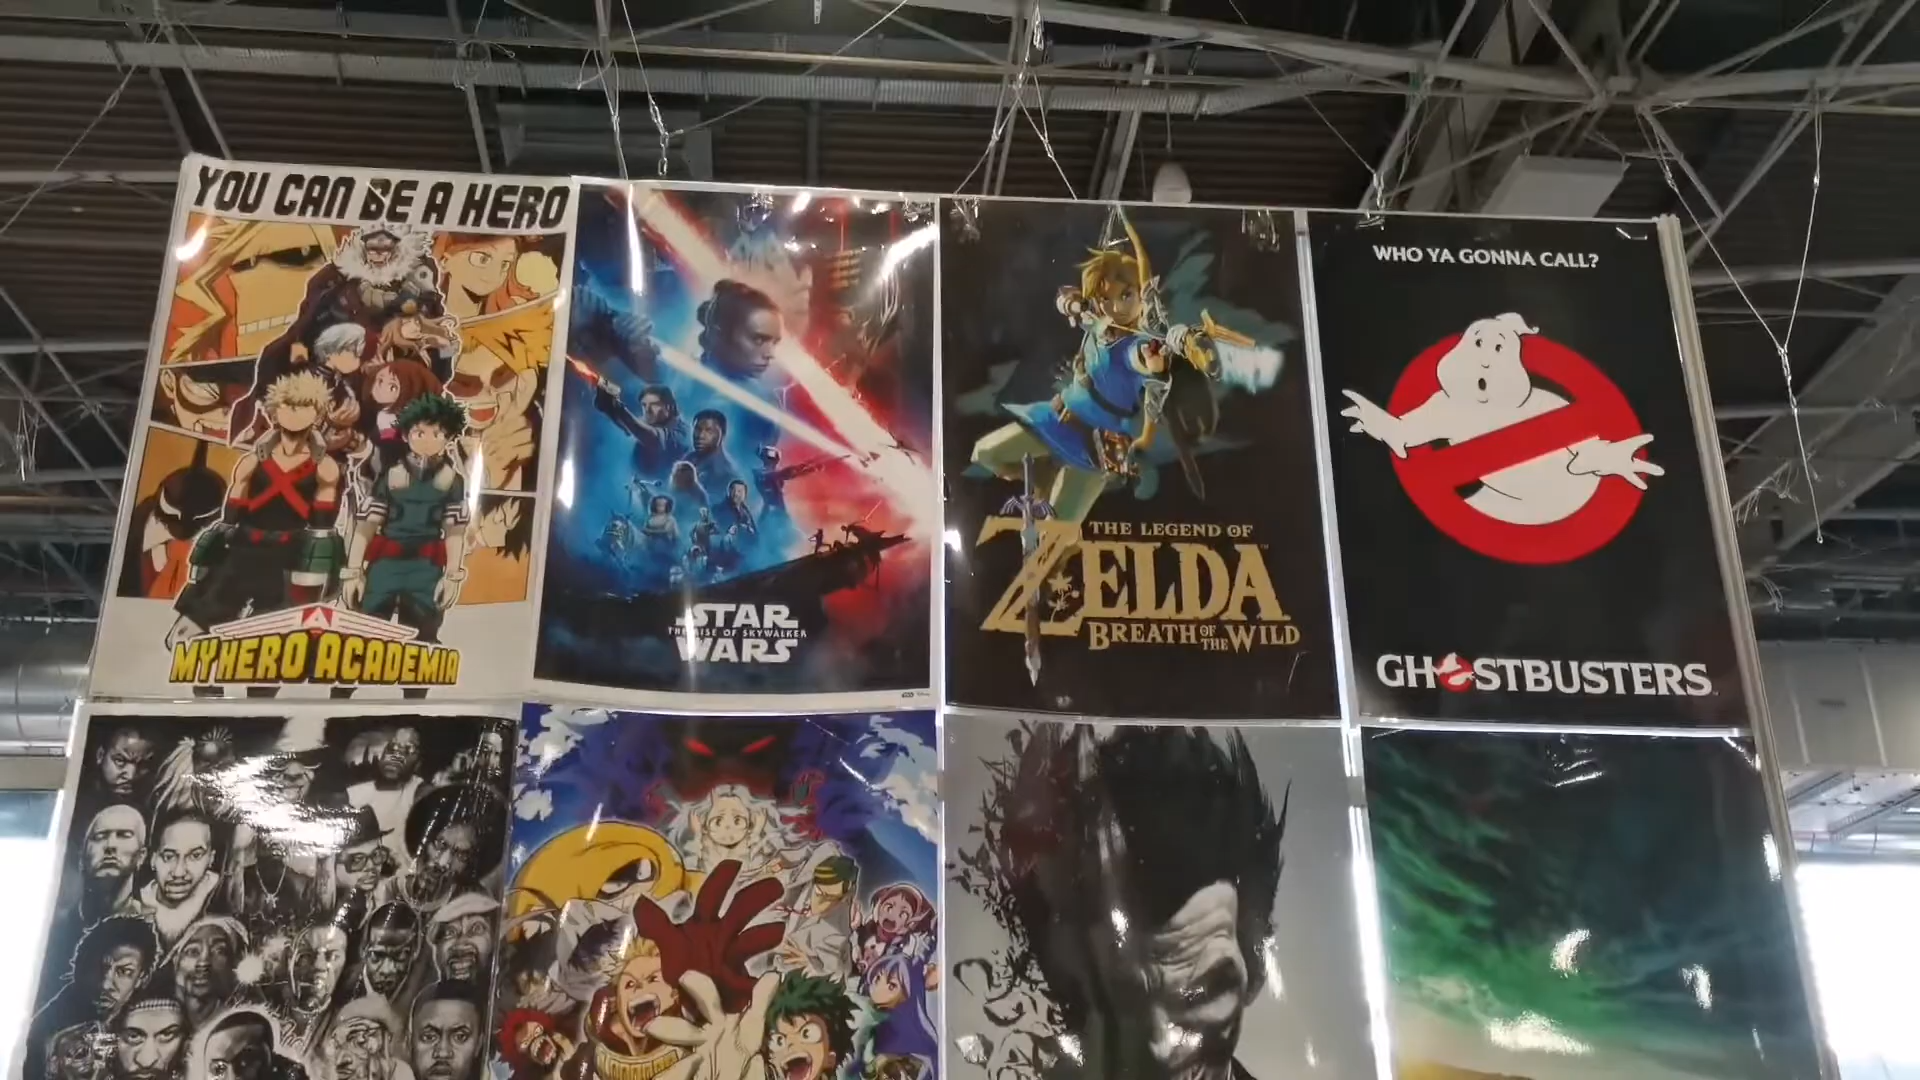 YOU CAN BE A HERO
MY HERO ACADEMIA
STAR
THE RISE OF SKYWALKER
WARS
THE LEGEND OF
ZELDA
BREATH OF THE WILD
WHO YA GONNA CALL?
GHOSTBUSTERS